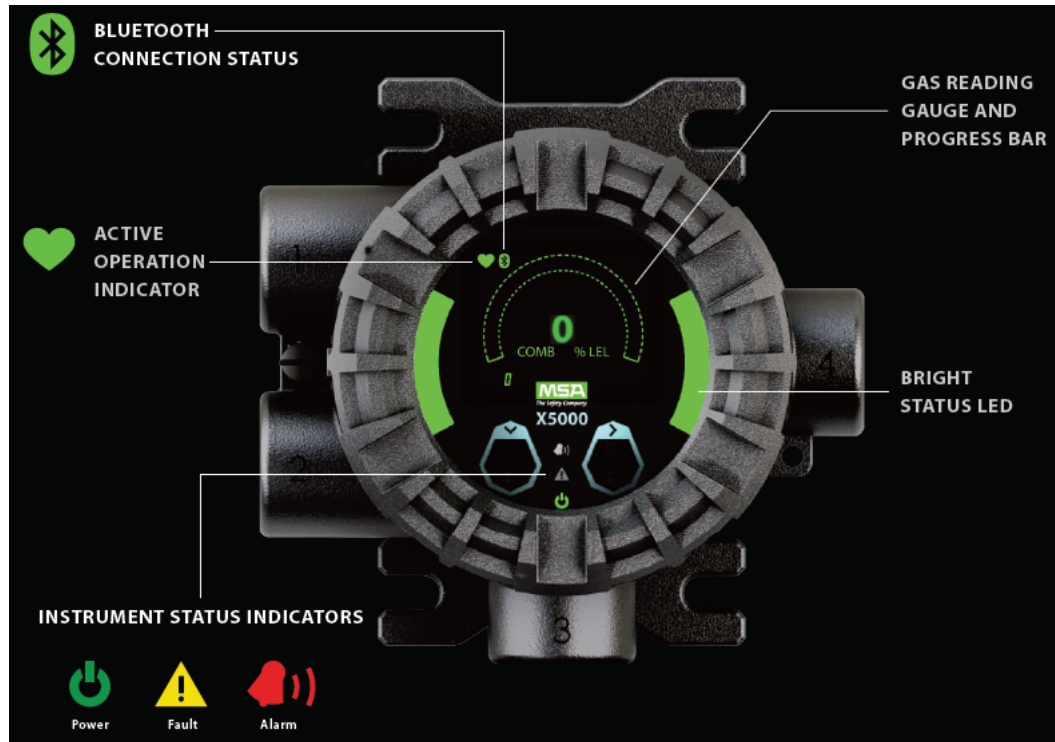 BLUETOOTH
CONNECTION STATUS
GAS READING
GAUGE AND
PROGRESS BAR
ACTIVE
OPERATION
INDICATOR
1
0
COMB % LEL
4
0
MSA
The Safety Company
X5000
BRIGHT
STATUS LED
2
INSTRUMENT STATUS INDICATORS
3
Power Fault Alarm